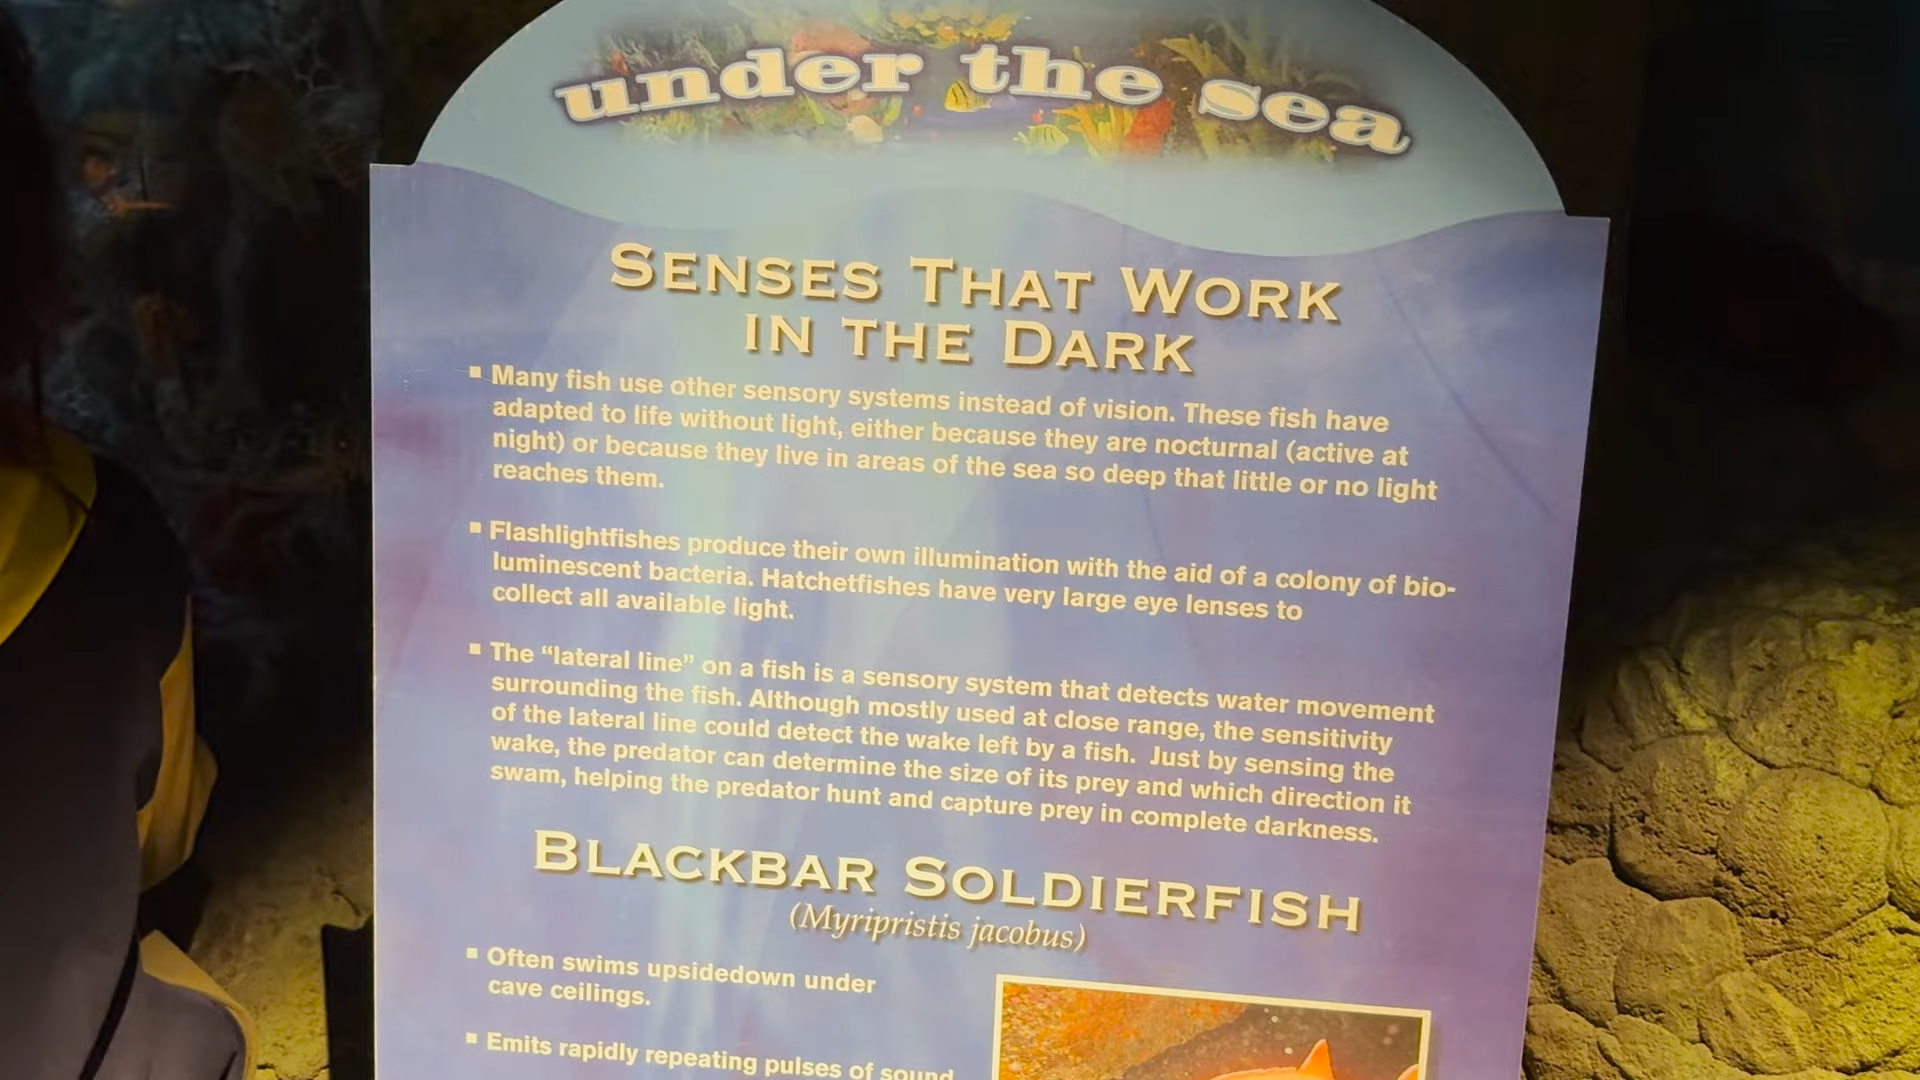 under the sea
SENSES THAT WORK
IN THE DARK
▪ Many fish use other sensory systems instead of vision. These fish have
adapted to life without light, either because they are nocturnal (active at
night) or because they live in areas of the sea so deep that little or no light
reaches them.
▪ Flashlightfishes produce their own illumination with the aid of a colony of bio-
luminescent bacteria. Hatchetfishes have very large eye lenses to
collect all available light.
▪ The “lateral line” on a fish is a sensory system that detects water movement
surrounding the fish. Although mostly used at close range, the sensitivity
of the lateral line could detect the wake left by a fish. Just by sensing the
wake, the predator can determine the size of its prey and which direction it
swam, helping the predator hunt and capture prey in complete darkness.
BLACKBAR SOLDIERFISH
(Myripristis jacobus)
▪ Often swims upsidedown under
cave ceilings.
▪ Emits rapidly repeating pulses of sound